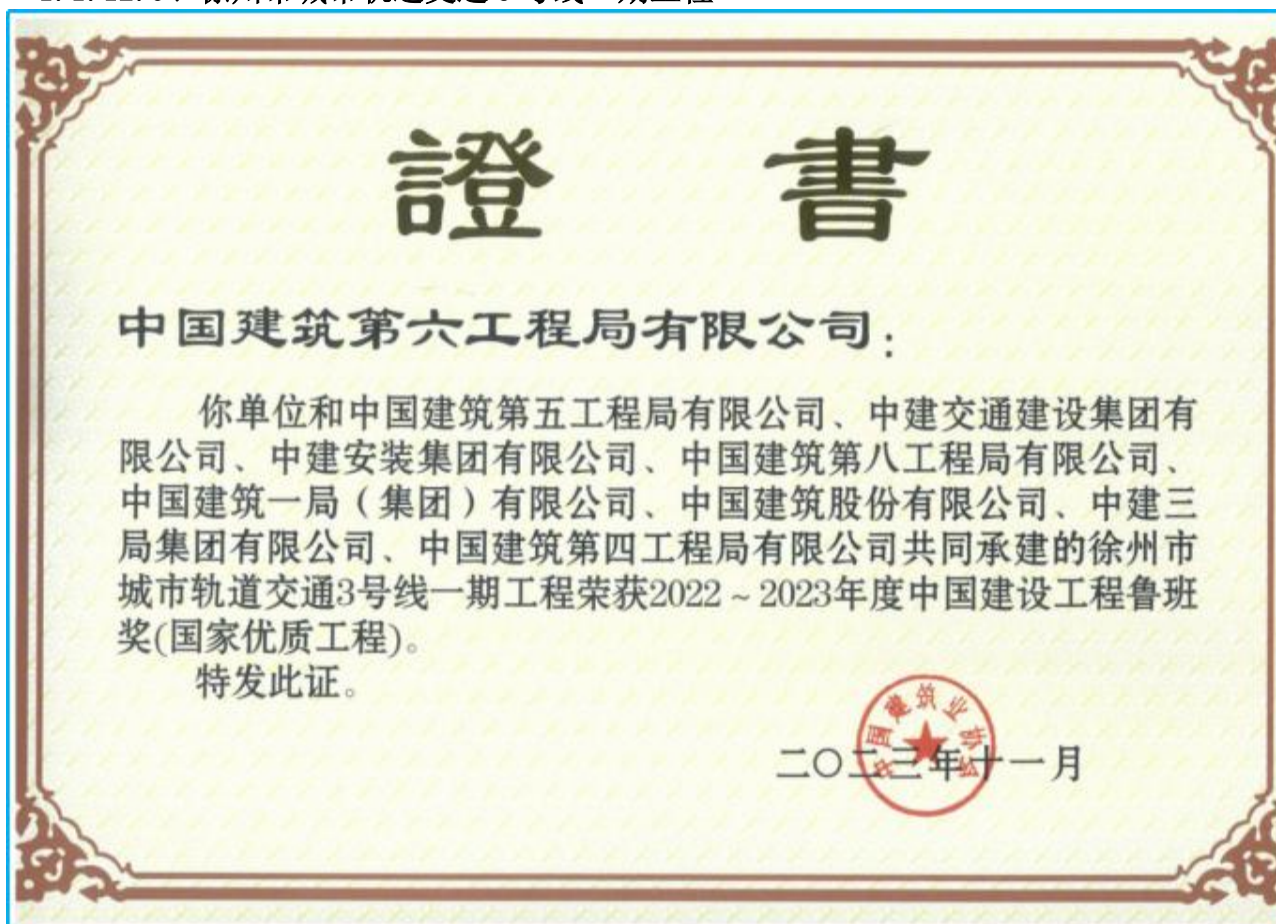 證 書
中国建筑第六工程局有限公司：
你单位和中国建筑第五工程局有限公司、中建交通建设集团有
限公司、中建安装集团有限公司、中国建筑第八工程局有限公司、
中国建筑一局（集团）有限公司、中国建筑股份有限公司、中建三
局集团有限公司、中国建筑第四工程局有限公司共同承建的徐州市
城市轨道交通3号线一期工程荣获2022～2023年度中国建设工程鲁班
奖(国家优质工程)。
特发此证。
中国建筑业协会
二〇二三年十一月